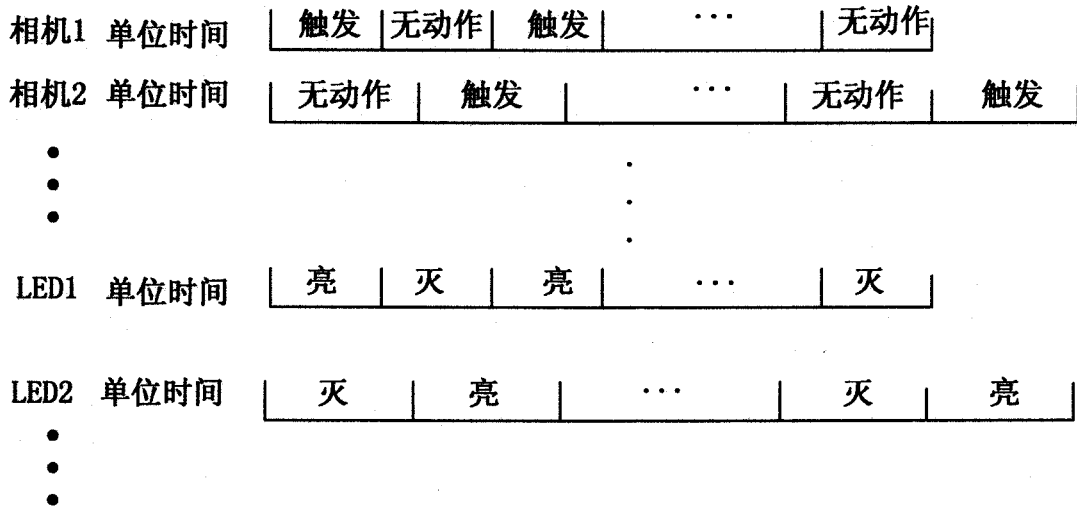 相机1 单位时间 触发 无动作 触发 ··· 无动作
相机2 单位时间 无动作 触发 ··· 无动作 触发
LED1 单位时间 亮 灭 亮 ··· 灭
LED2 单位时间 灭 亮 ··· 灭 亮